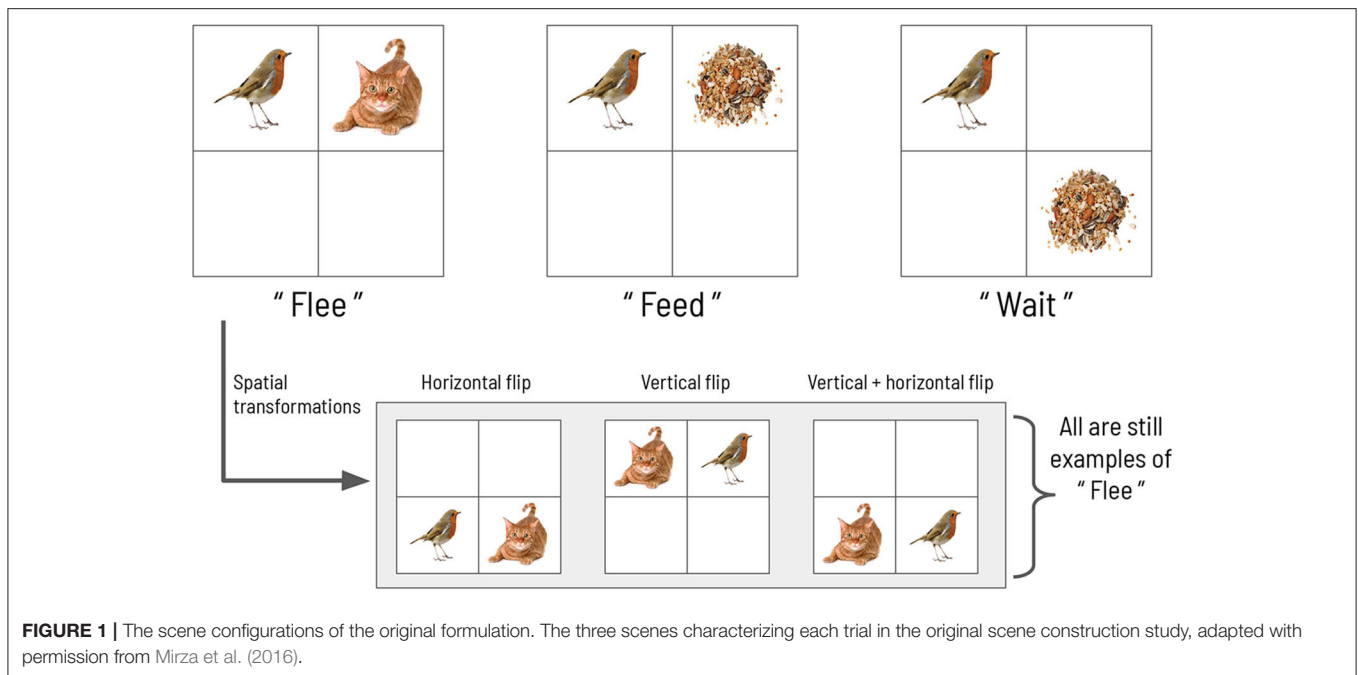 “ Flee ”
“ Feed ”
“ Wait ”
Spatial
transformations
Horizontal flip
Vertical flip
Vertical + horizontal flip
All are still
examples of
“ Flee ”
FIGURE 1 | The scene configurations of the original formulation. The three scenes characterizing each trial in the original scene construction study, adapted with
permission from Mirza et al. (2016).